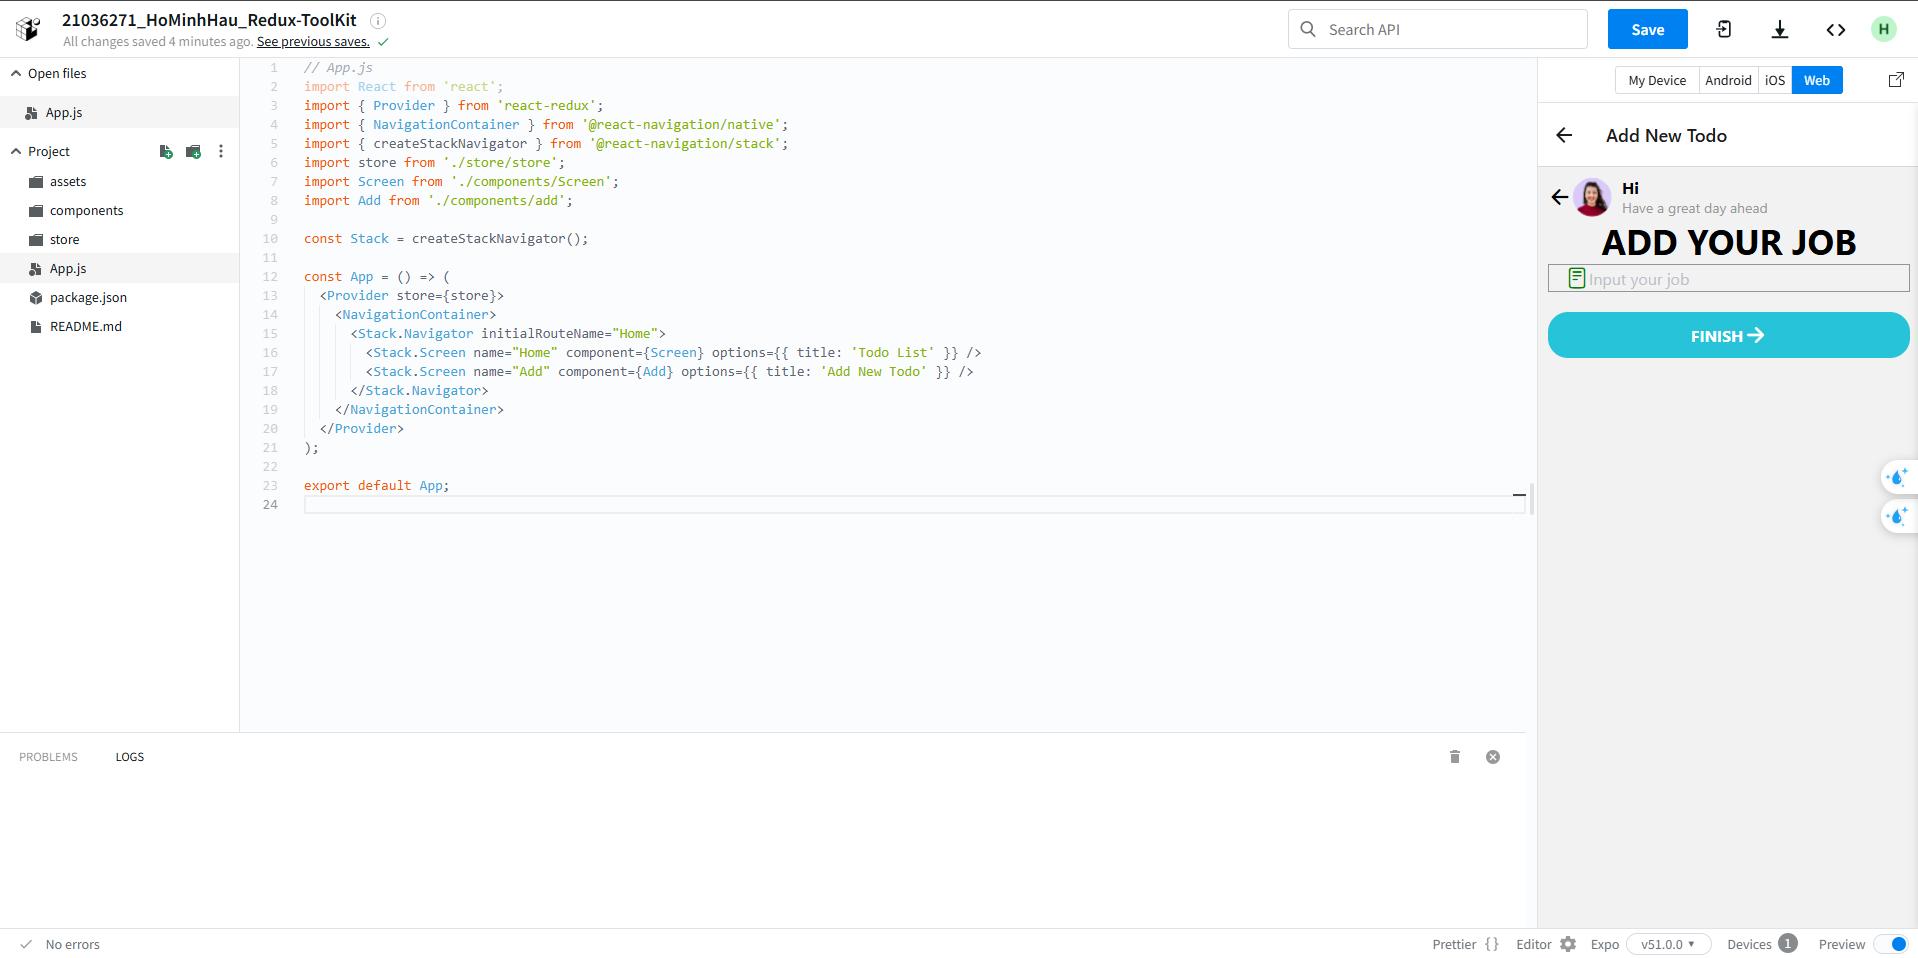 21036271_HoMinhHau_Redux-ToolKit
All changes saved 4 minutes ago. See previous saves.
Search API
Save
H
Open files
App.js
Project
assets
components
store
App.js
package.json
README.md
1 // App.js
2 import React from 'react';
3 import { Provider } from 'react-redux';
4 import { NavigationContainer } from '@react-navigation/native';
5 import { createStackNavigator } from '@react-navigation/stack';
6 import store from './store/store';
7 import Screen from './components/Screen';
8 import Add from './components/add';
9
10 const Stack = createStackNavigator();
11
12 const App = () => (
13 <Provider store={store}>
14 <NavigationContainer>
15 <Stack.Navigator initialRouteName="Home">
16 <Stack.Screen name="Home" component={Screen} options={{ title: 'Todo List' }} />
17 <Stack.Screen name="Add" component={Add} options={{ title: 'Add New Todo' }} />
18 </Stack.Navigator>
19 </NavigationContainer>
20 </Provider>
21 );
22
23 export default App;
24
My Device Android iOS Web
Add New Todo
Hi
Have a great day ahead
ADD YOUR JOB
Input your job
FINISH
PROBLEMS LOGS
No errors
Prettier {} Editor Expo v51.0.0 Devices 1 Preview